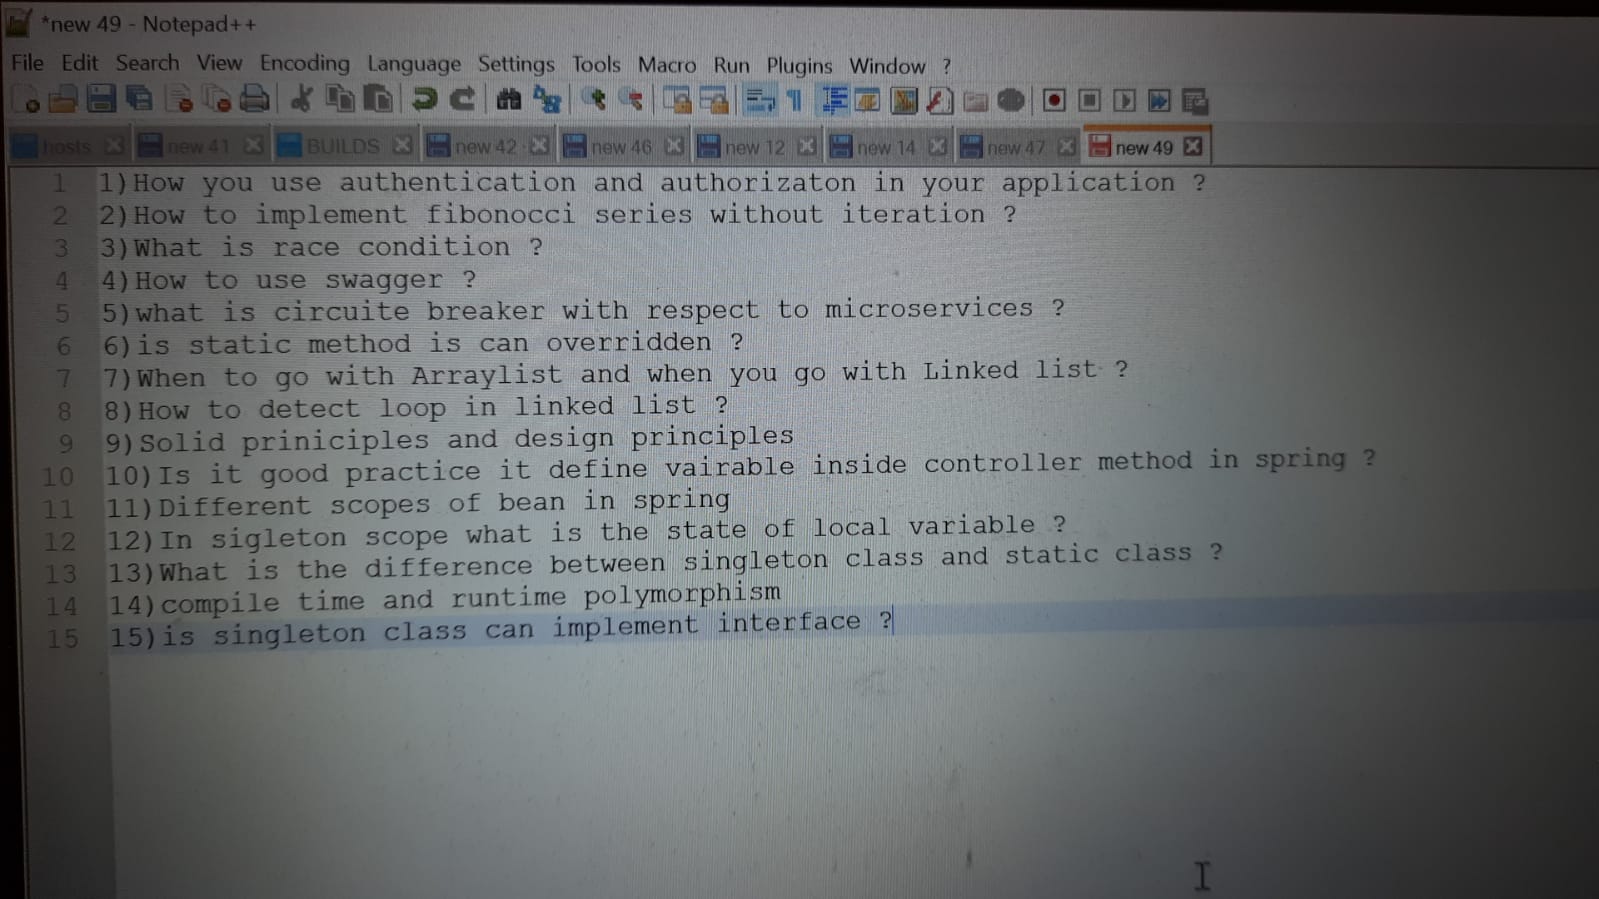 *new 49 - Notepad++
File Edit Search View Encoding Language Settings Tools Macro Run Plugins Window ?
hosts new 41 BUILDS new 42 new 46 new 12 new 14 new 47 new 49
1 1)How you use authentication and authorizaton in your application ?
2 2)How to implement fibonocci series without iteration ?
3 3)What is race condition ?
4 4)How to use swagger ?
5 5)what is circuite breaker with respect to microservices ?
6 6)is static method is can overridden ?
7 7)When to go with Arraylist and when you go with Linked list ?
8 8)How to detect loop in linked list ?
9 9)Solid priniciples and design principles
10 10)Is it good practice it define vairable inside controller method in spring ?
11 11)Different scopes of bean in spring
12 12)In sigleton scope what is the state of local variable ?
13 13)What is the difference between singleton class and static class ?
14 14)compile time and runtime polymorphism
15 15)is singleton class can implement interface ?